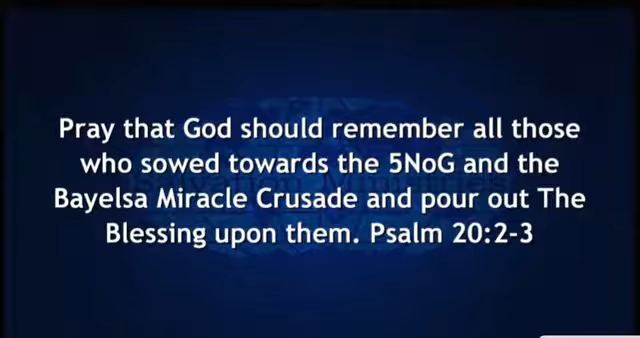 Pray that God should remember all those
who sowed towards the 5NoG and the
Bayelsa Miracle Crusade and pour out The
Blessing upon them. Psalm 20:2-3